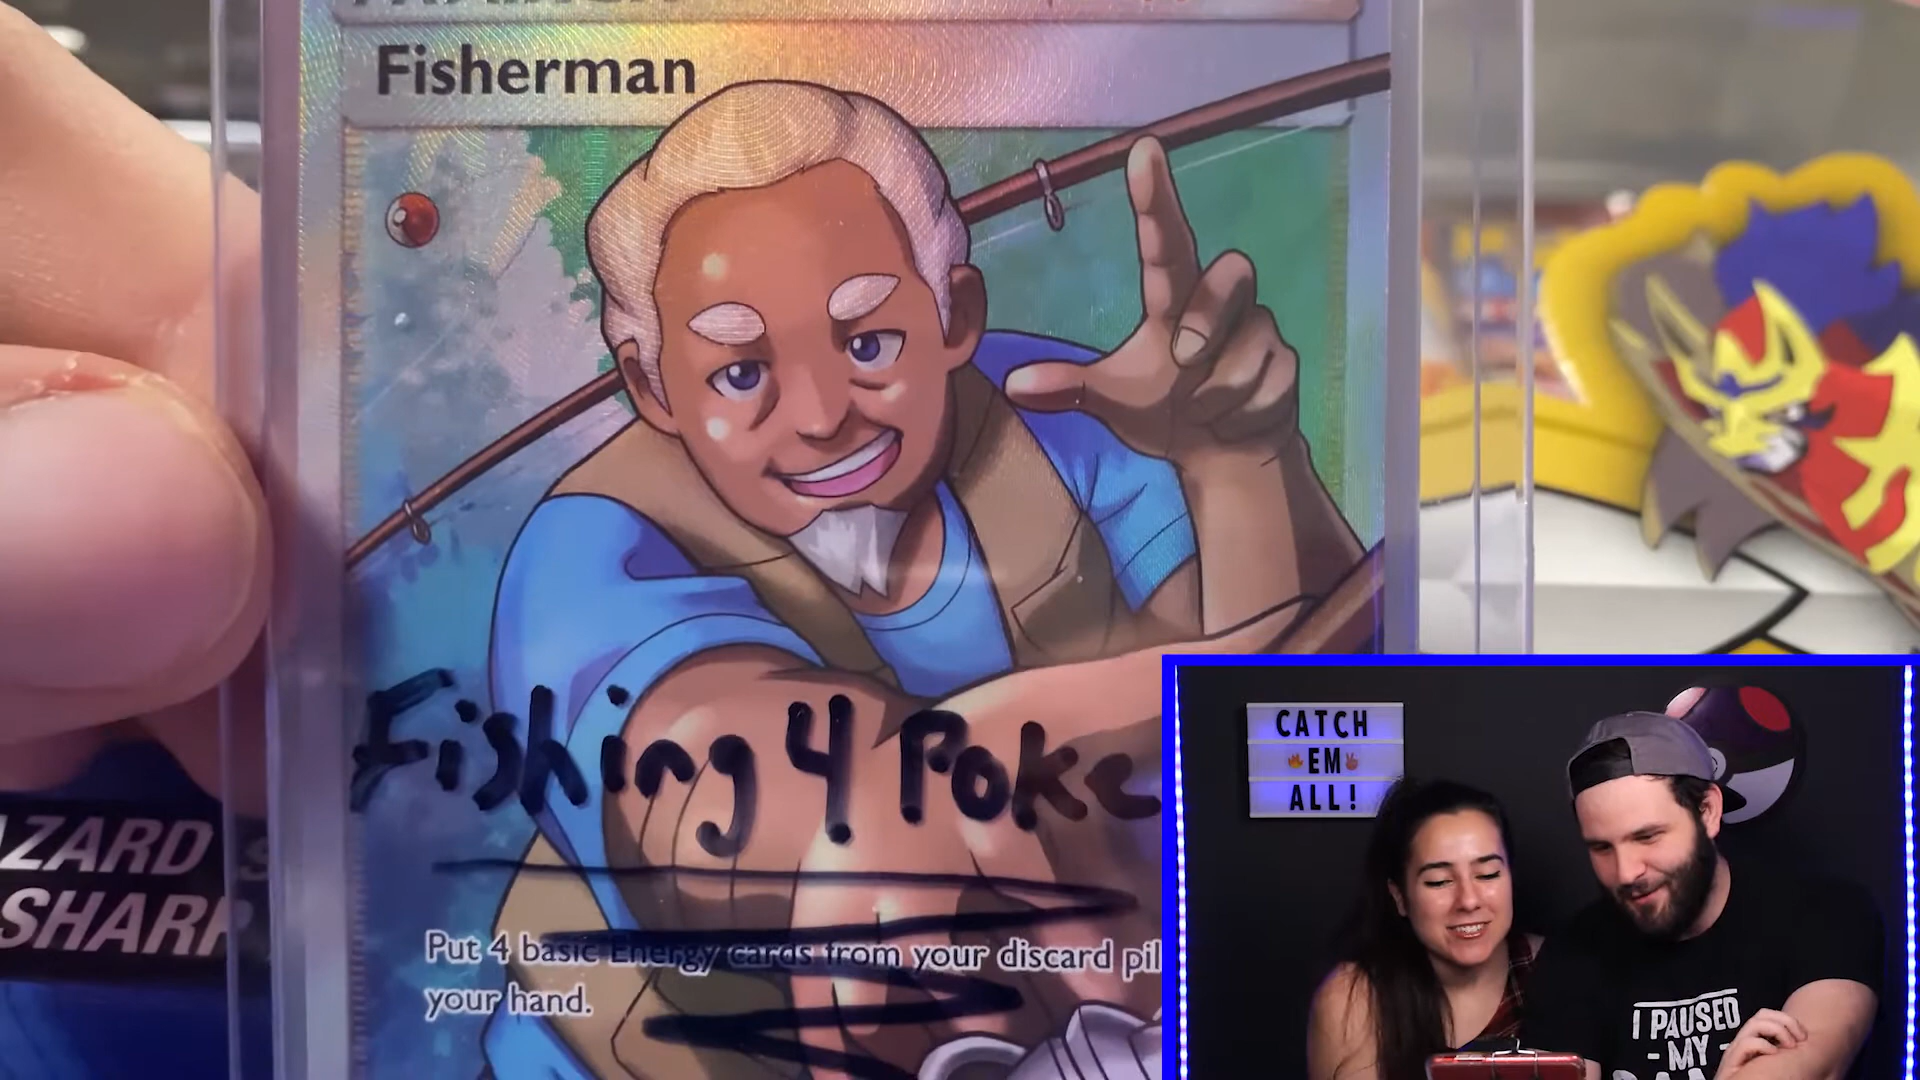 Fisherman
Fishing 4 Poke
Put 4 basic Energy cards from your discard pil
your hand.
AZARD
SHARP
CATCH
EM
ALL!
I PAUSED
- MY -